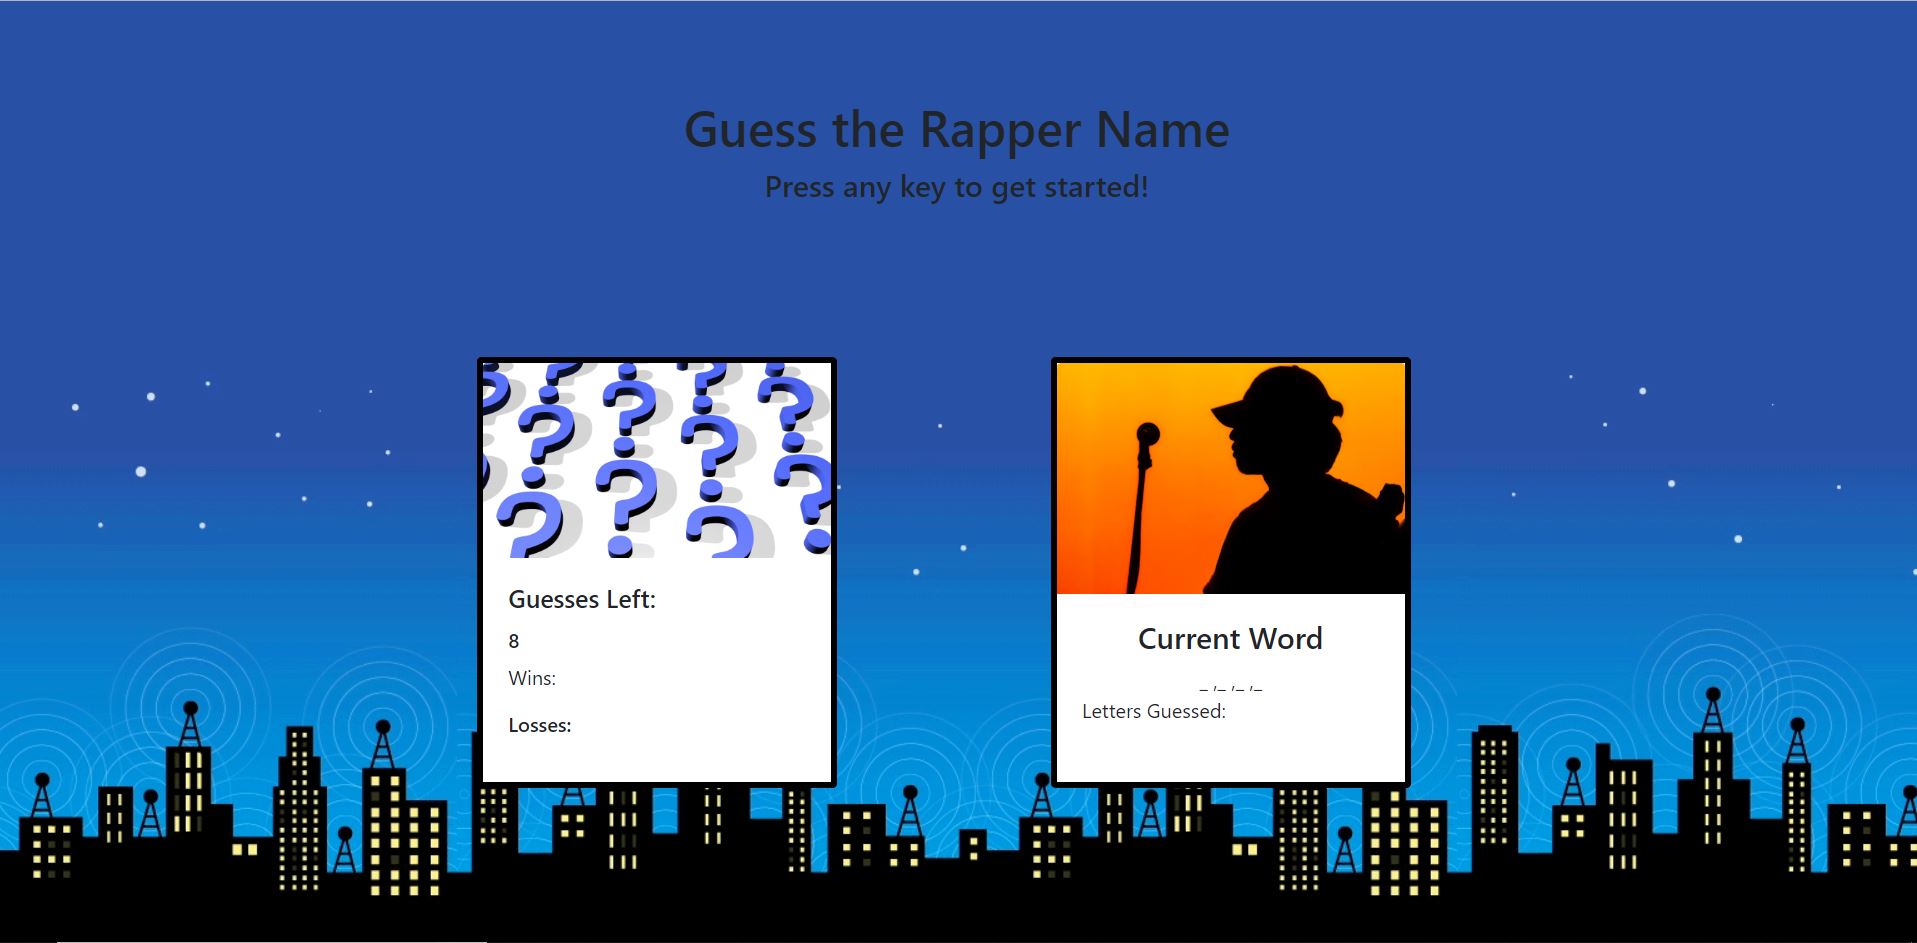 Guess the Rapper Name
Press any key to get started!
Guesses Left:
8
Wins:
Losses:
Current Word
_ ,_ ,_ ,_
Letters Guessed: